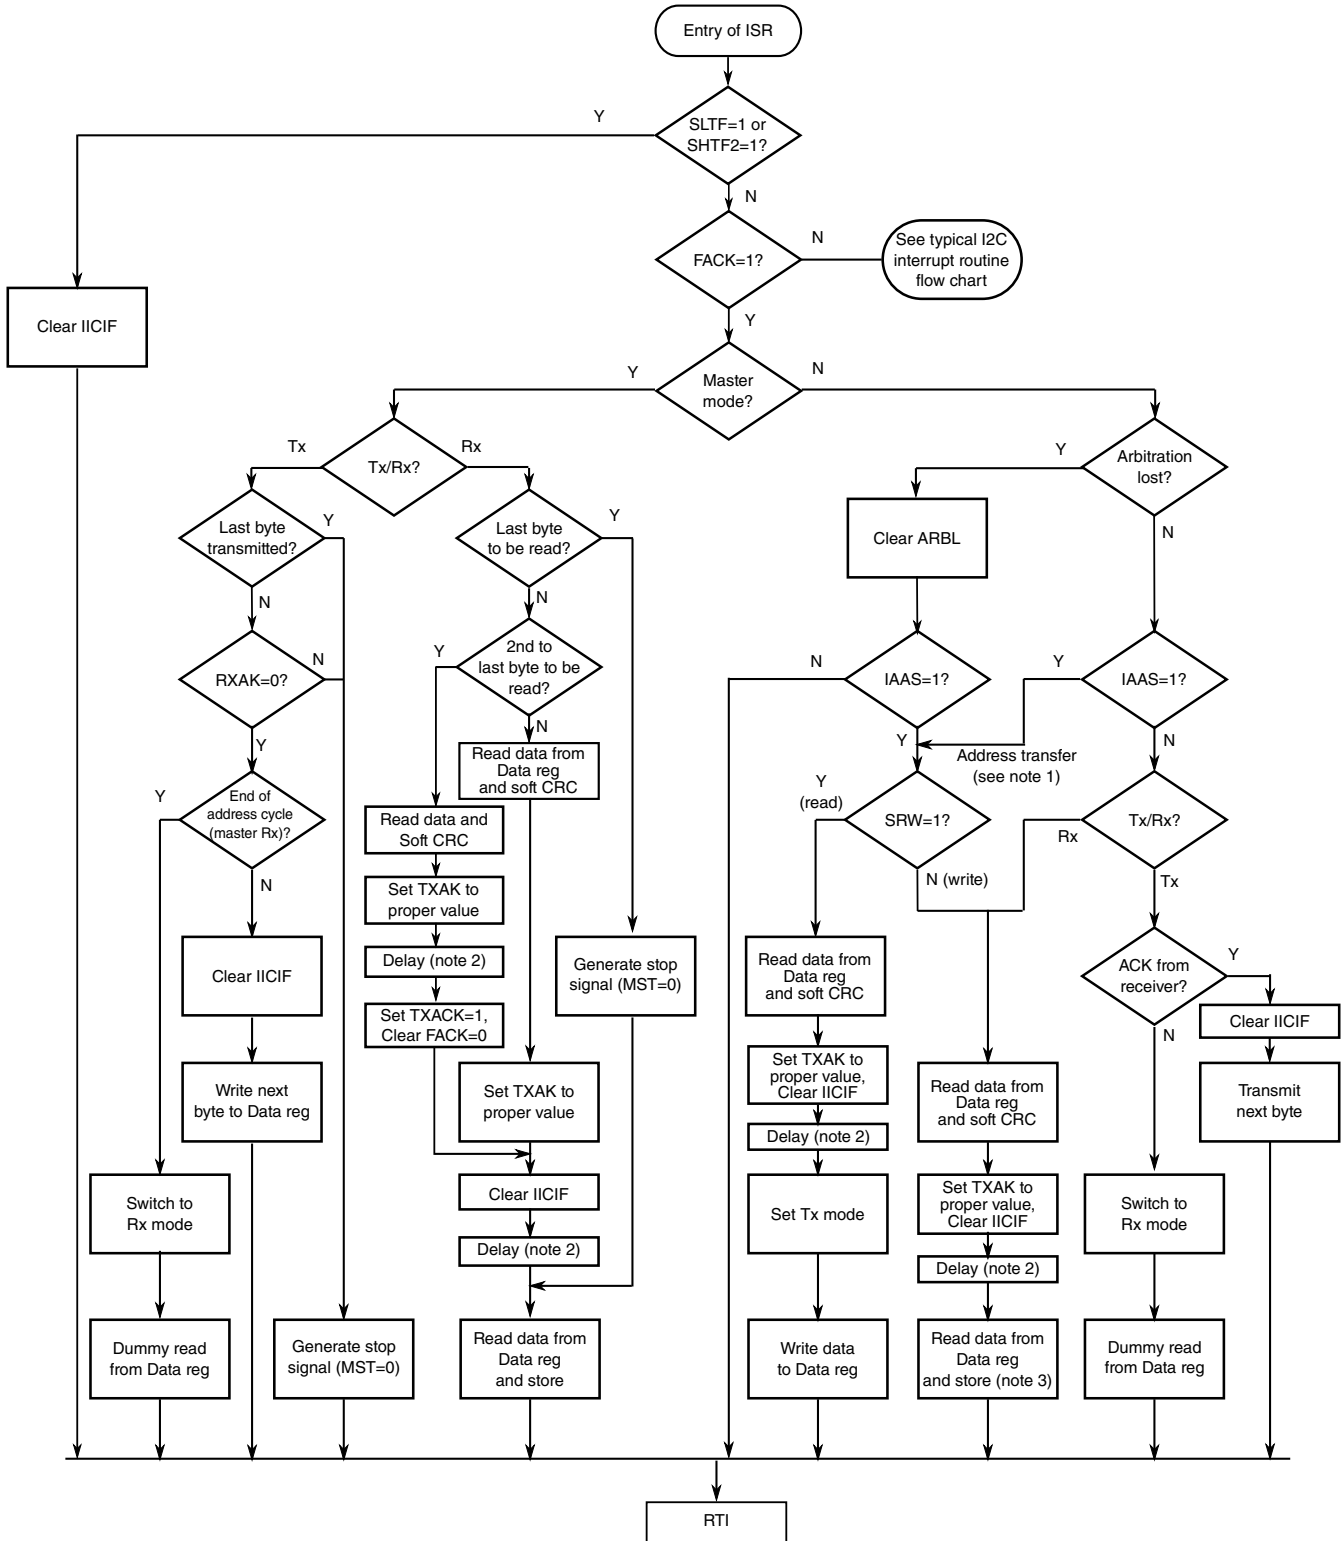 Entry of ISR
Y
SLTF=1 or
SHTF2=1?
N
FACK=1?
N
See typical I2C
interrupt routine
flow chart
Clear IICIF
Y
Y
Master
mode?
N
Tx
Tx/Rx?
Rx
Y
Arbitration
lost?
Last byte
transmitted?
Y
Last byte
to be read?
Y
Clear ARBL
N
N
N
RXAK=0?
N
Y
2nd to
last byte to be
read?
N
IAAS=1?
Y
IAAS=1?
Y
N
Read data from
Data reg
and soft CRC
Y
Address transfer
(see note 1)
N
Y
End of
address cycle
(master Rx)?
Read data and
Soft CRC
Y
(read)
SRW=1?
Rx
Tx/Rx?
N
Set TXAK to
proper value
N (write)
Tx
Clear IICIF
Delay (note 2)
Generate stop
signal (MST=0)
Read data from
Data reg
and soft CRC
ACK from
receiver?
Y
Set TXACK=1,
Clear FACK=0
Clear IICIF
N
Write next
byte to Data reg
Set TXAK to
proper value
Set TXAK to
proper value,
Clear IICIF
Read data from
Data reg
and soft CRC
Transmit
next byte
Delay (note 2)
Switch to
Rx mode
Clear IICIF
Set Tx mode
Set TXAK to
proper value,
Clear IICIF
Switch to
Rx mode
Delay (note 2)
Delay (note 2)
Dummy read
from Data reg
Generate stop
signal (MST=0)
Read data from
Data reg
and store
Write data
to Data reg
Read data from
Data reg
and store (note 3)
Dummy read
from Data reg
RTI